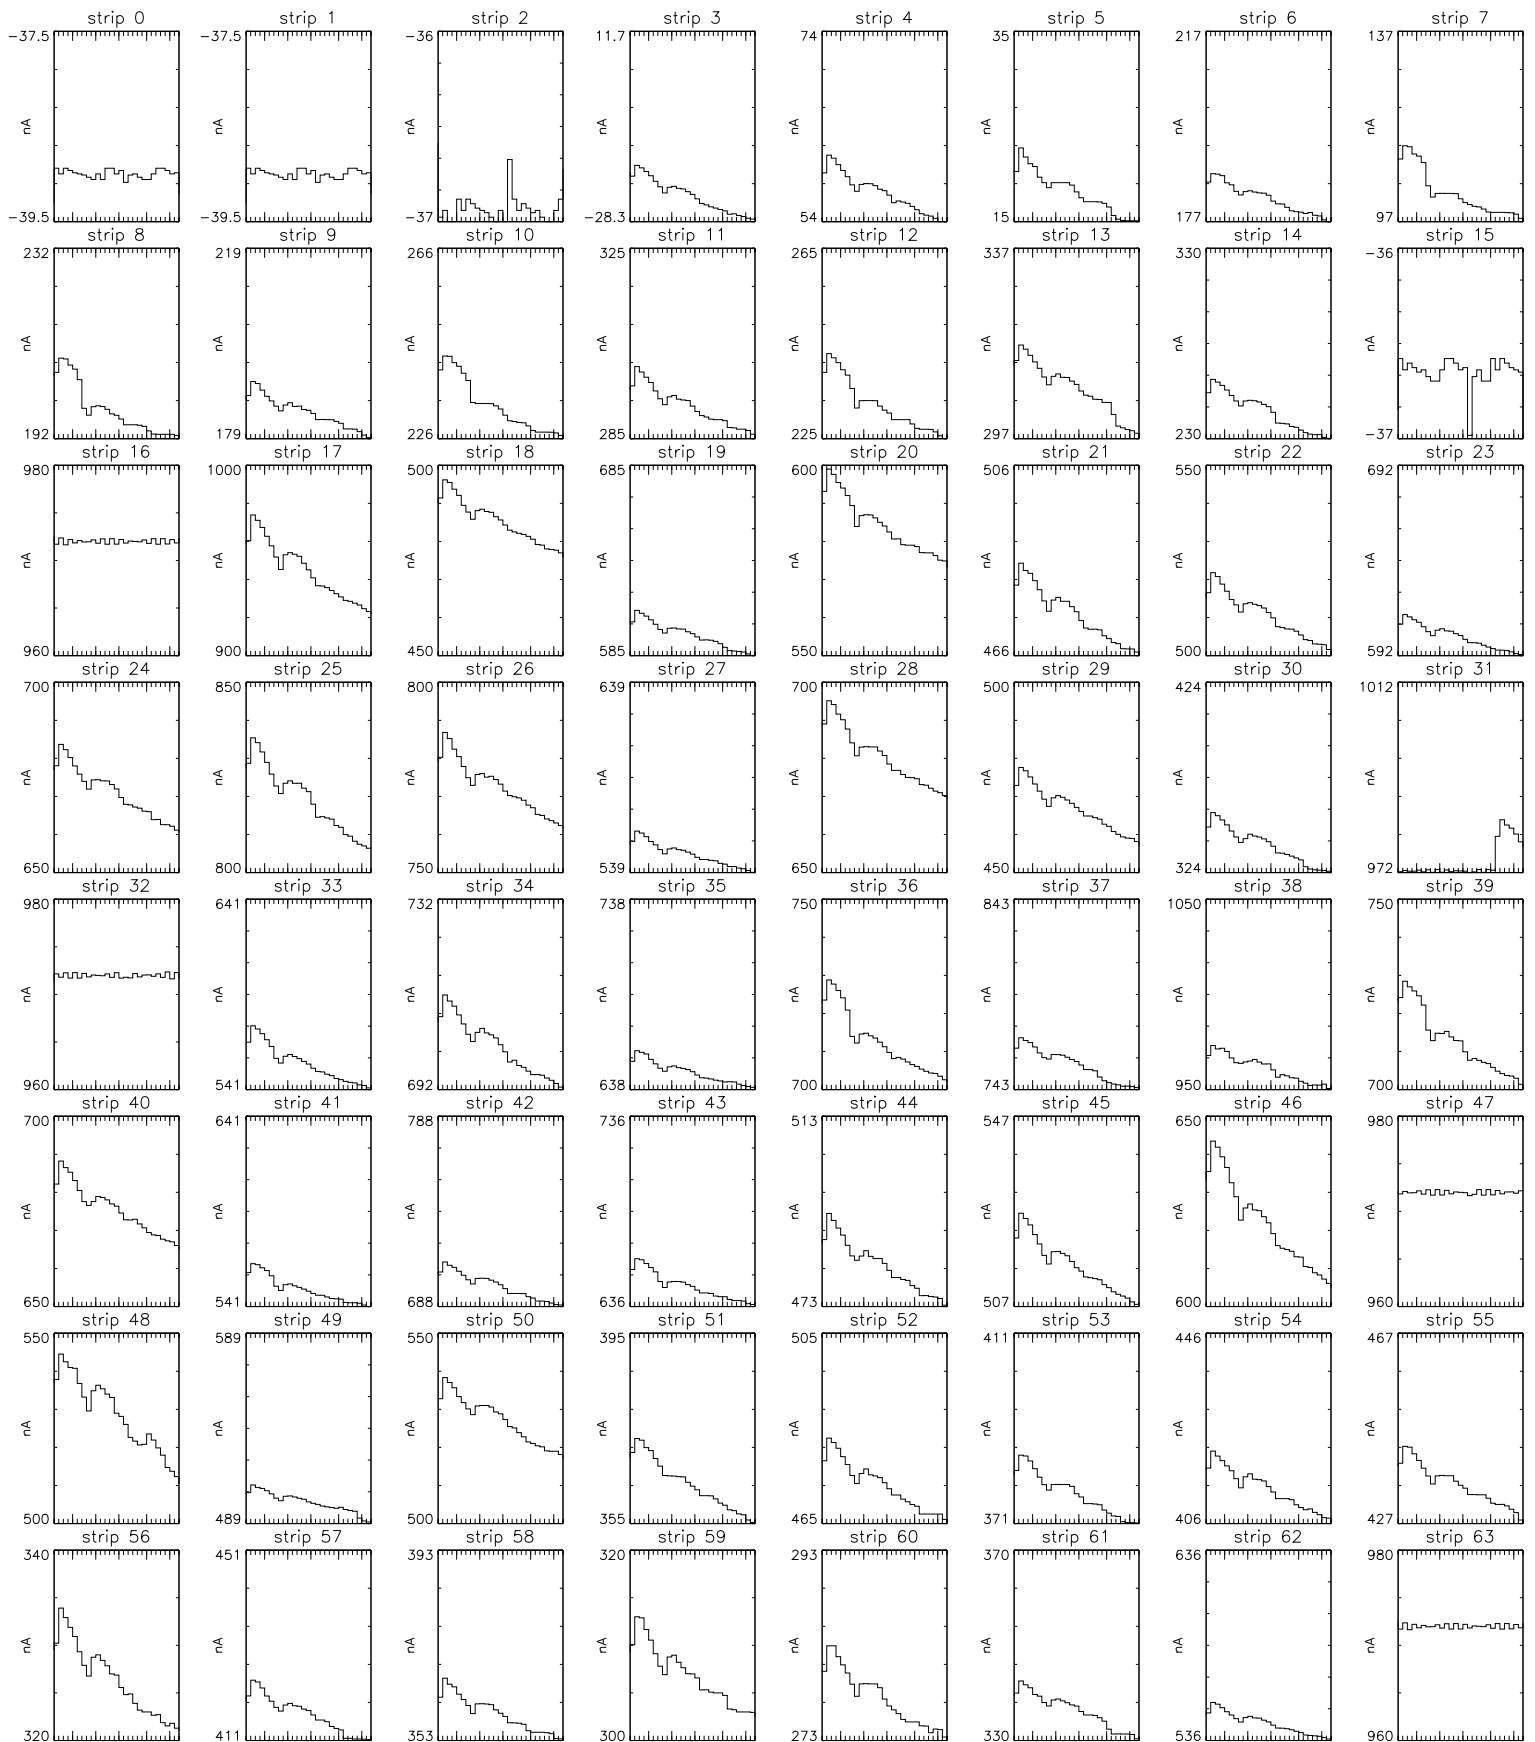 strip 0 strip 1 strip 2 strip 3 strip 4 strip 5 strip 6 strip 7
-37.5 -37.5 -36 11.7 74 35 217 137
nA nA nA nA nA nA nA nA
-39.5 -39.5 -37 -28.3 54 15 177 97
strip 8 strip 9 strip 10 strip 11 strip 12 strip 13 strip 14 strip 15
232 219 266 325 265 337 330 -36
nA nA nA nA nA nA nA nA
192 179 226 285 225 297 230 -37
strip 16 strip 17 strip 18 strip 19 strip 20 strip 21 strip 22 strip 23
980 1000 500 685 600 506 550 692
nA nA nA nA nA nA nA nA
960 900 450 585 550 466 500 592
strip 24 strip 25 strip 26 strip 27 strip 28 strip 29 strip 30 strip 31
700 850 800 639 700 500 424 1012
nA nA nA nA nA nA nA nA
650 800 750 539 650 450 324 972
strip 32 strip 33 strip 34 strip 35 strip 36 strip 37 strip 38 strip 39
980 641 732 738 750 843 1050 750
nA nA nA nA nA nA nA nA
960 541 692 638 700 743 950 700
strip 40 strip 41 strip 42 strip 43 strip 44 strip 45 strip 46 strip 47
700 641 788 736 513 547 650 980
nA nA nA nA nA nA nA nA
650 541 688 636 473 507 600 960
strip 48 strip 49 strip 50 strip 51 strip 52 strip 53 strip 54 strip 55
550 589 550 395 505 411 446 467
nA nA nA nA nA nA nA nA
500 489 500 355 465 371 406 427
strip 56 strip 57 strip 58 strip 59 strip 60 strip 61 strip 62 strip 63
340 451 393 320 293 370 636 980
nA nA nA nA nA nA nA nA
320 411 353 300 273 330 536 960